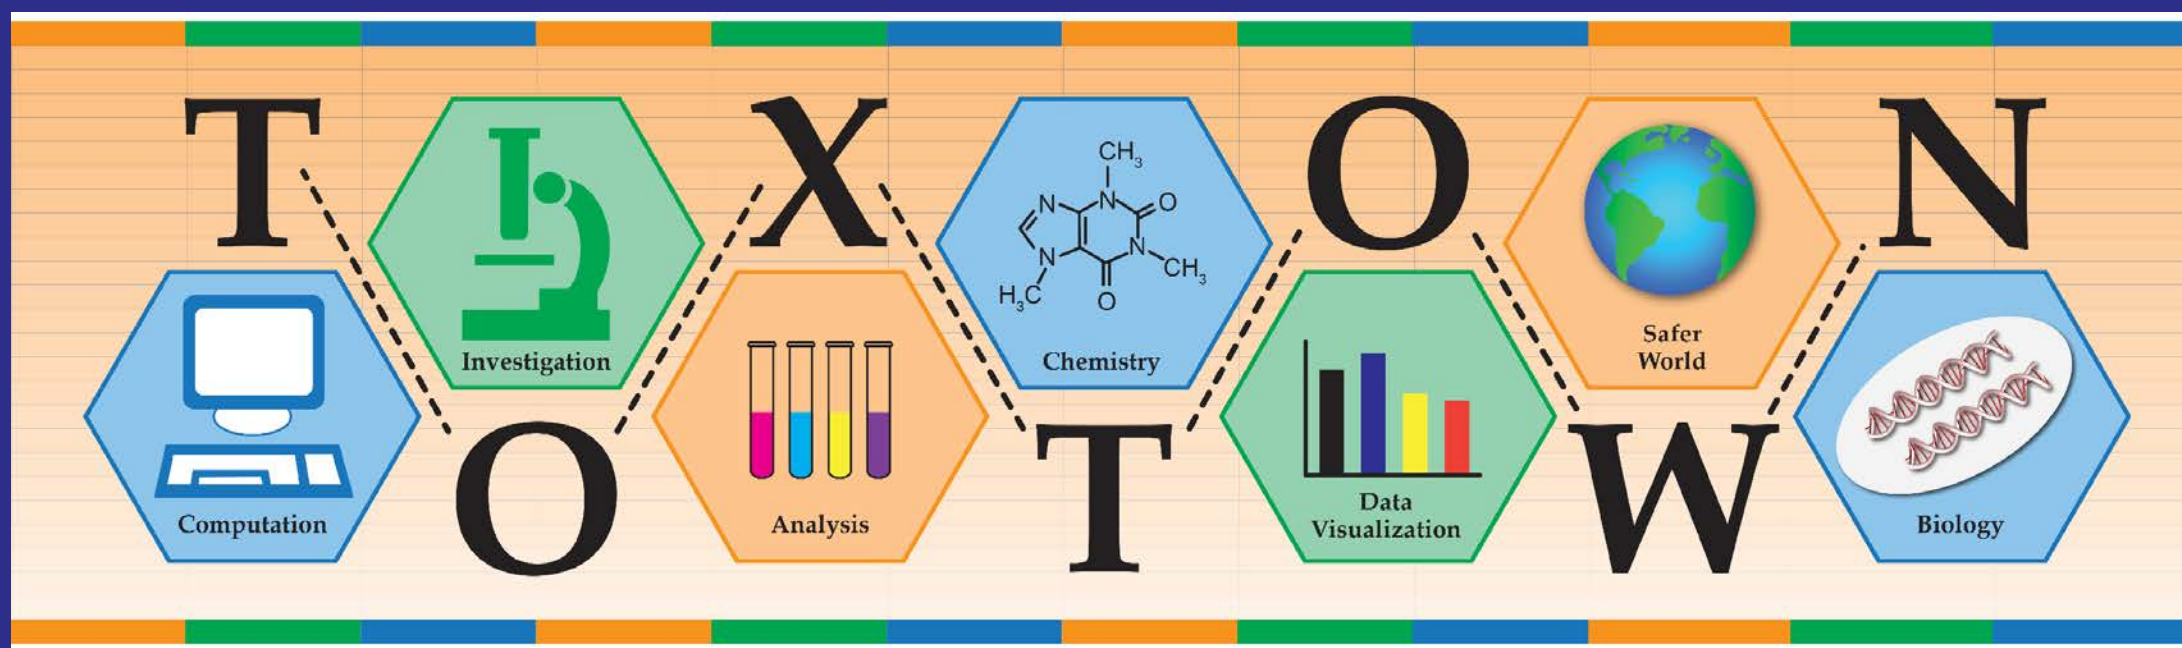 T O X T O W N
Computation
Investigation
Analysis
CH₃
N
N
O
N
N
CH₃
H₃C
O
Chemistry
Data
Visualization
Safer
World
Biology